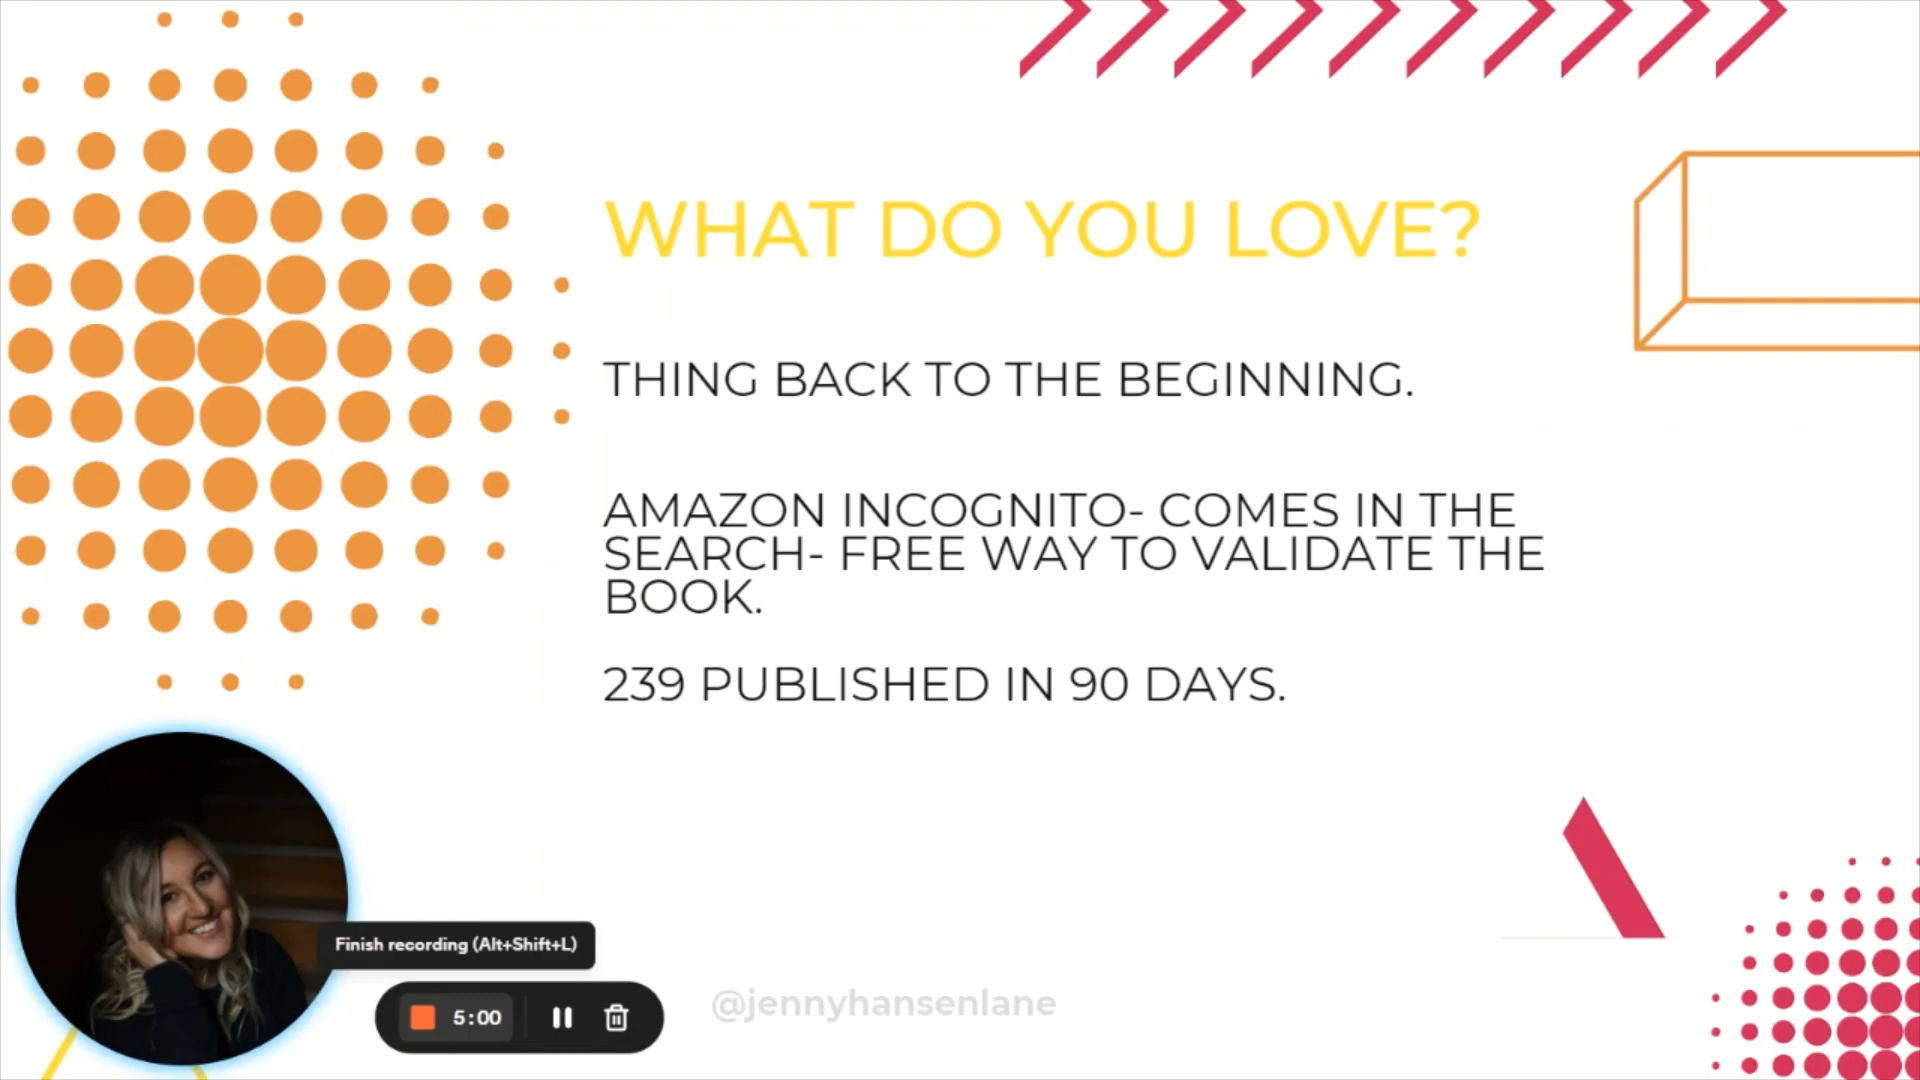 WHAT DO YOU LOVE?
THING BACK TO THE BEGINNING.
AMAZON INCOGNITO- COMES IN THE
SEARCH- FREE WAY TO VALIDATE THE
BOOK.
239 PUBLISHED IN 90 DAYS.
Finish recording (Alt+Shift+L)
5:00
@jennyhansenlane